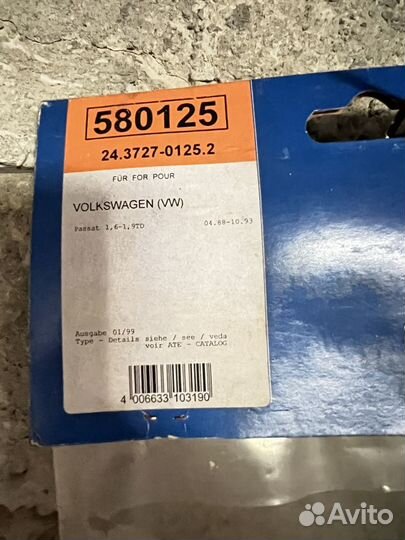 580125
24.3727-0125.2
FÜR FOR POUR
VOLKSWAGEN (VW)
Passat 1,6-1,9TD 04.88-10.93
Ausgabe 01/99
Type - Details siehe / see / veda
voir ATE - CATALOG
4 006633 103190
Avito